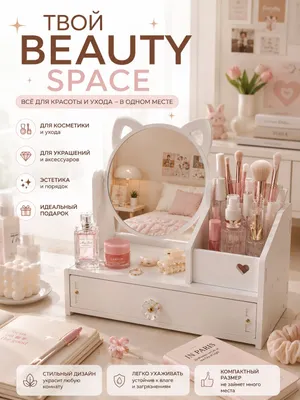 ТВОЙ
BEAUTY
SPACE
ВСЁ ДЛЯ КРАСОТЫ И УХОДА – В ОДНОМ МЕСТЕ
ДЛЯ КОСМЕТИКИ
и ухода
ДЛЯ УКРАШЕНИЙ
и аксессуаров
ЭСТЕТИКА
и порядок
ИДЕАЛЬНЫЙ
ПОДАРОК
IN PARIS
СТИЛЬНЫЙ ДИЗАЙН
украсит любую
комнату
ЛЕГКО УХАЖИВАТЬ
устойчив к влаге
и загрязнениям
КОМПАКТНЫЙ
РАЗМЕР
не займёт много
места